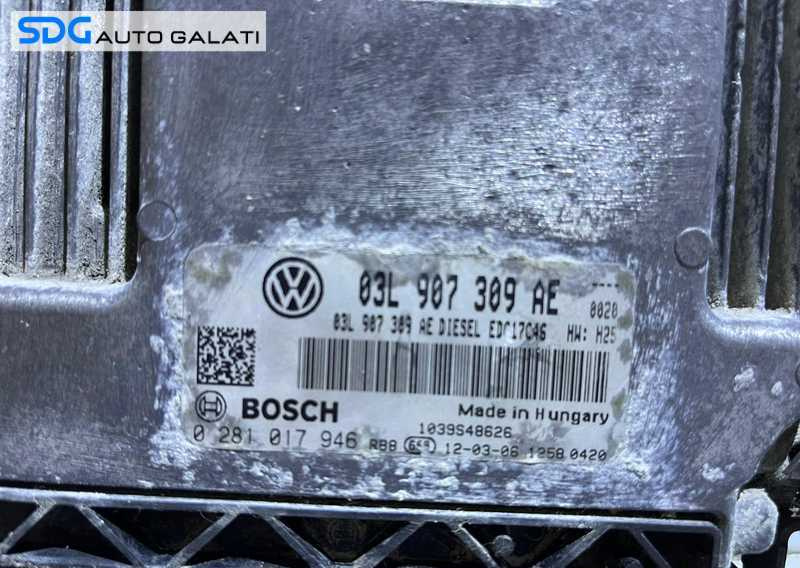 SDG AUTO GALATI
03L 907 309 AE
0020
03L 907 309 AE DIESEL EDC17C46 HW: H25
BOSCH
Made in Hungary
1039S48626
0 281 017 946 RBB 12-03-06 1258 0420